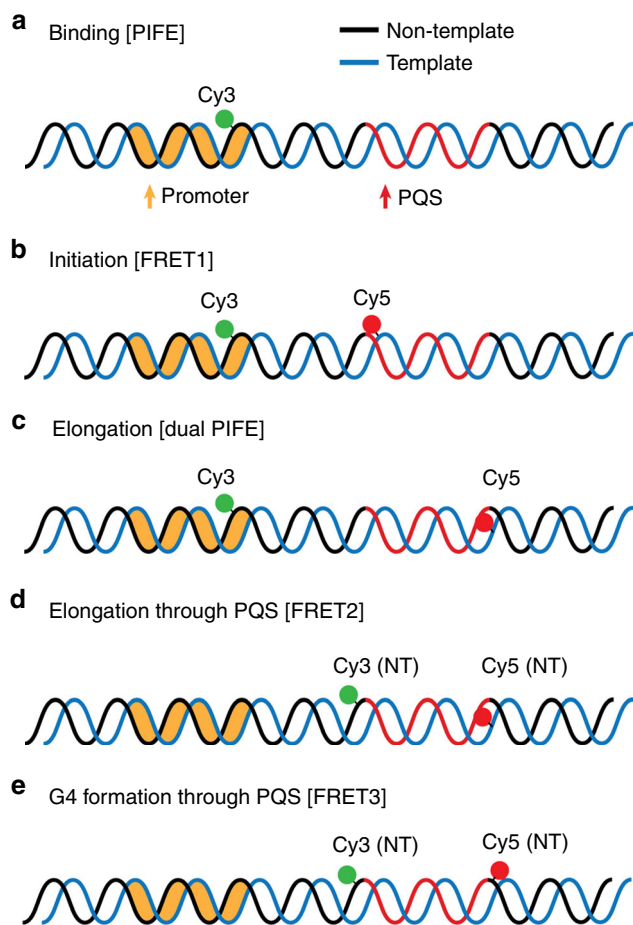 a Binding [PIFE]
Non-template
Template
Cy3
Promoter
PQS
b Initiation [FRET1]
Cy3
Cy5
c Elongation [dual PIFE]
Cy3
Cy5
d Elongation through PQS [FRET2]
Cy3 (NT)
Cy5 (NT)
e G4 formation through PQS [FRET3]
Cy3 (NT)
Cy5 (NT)